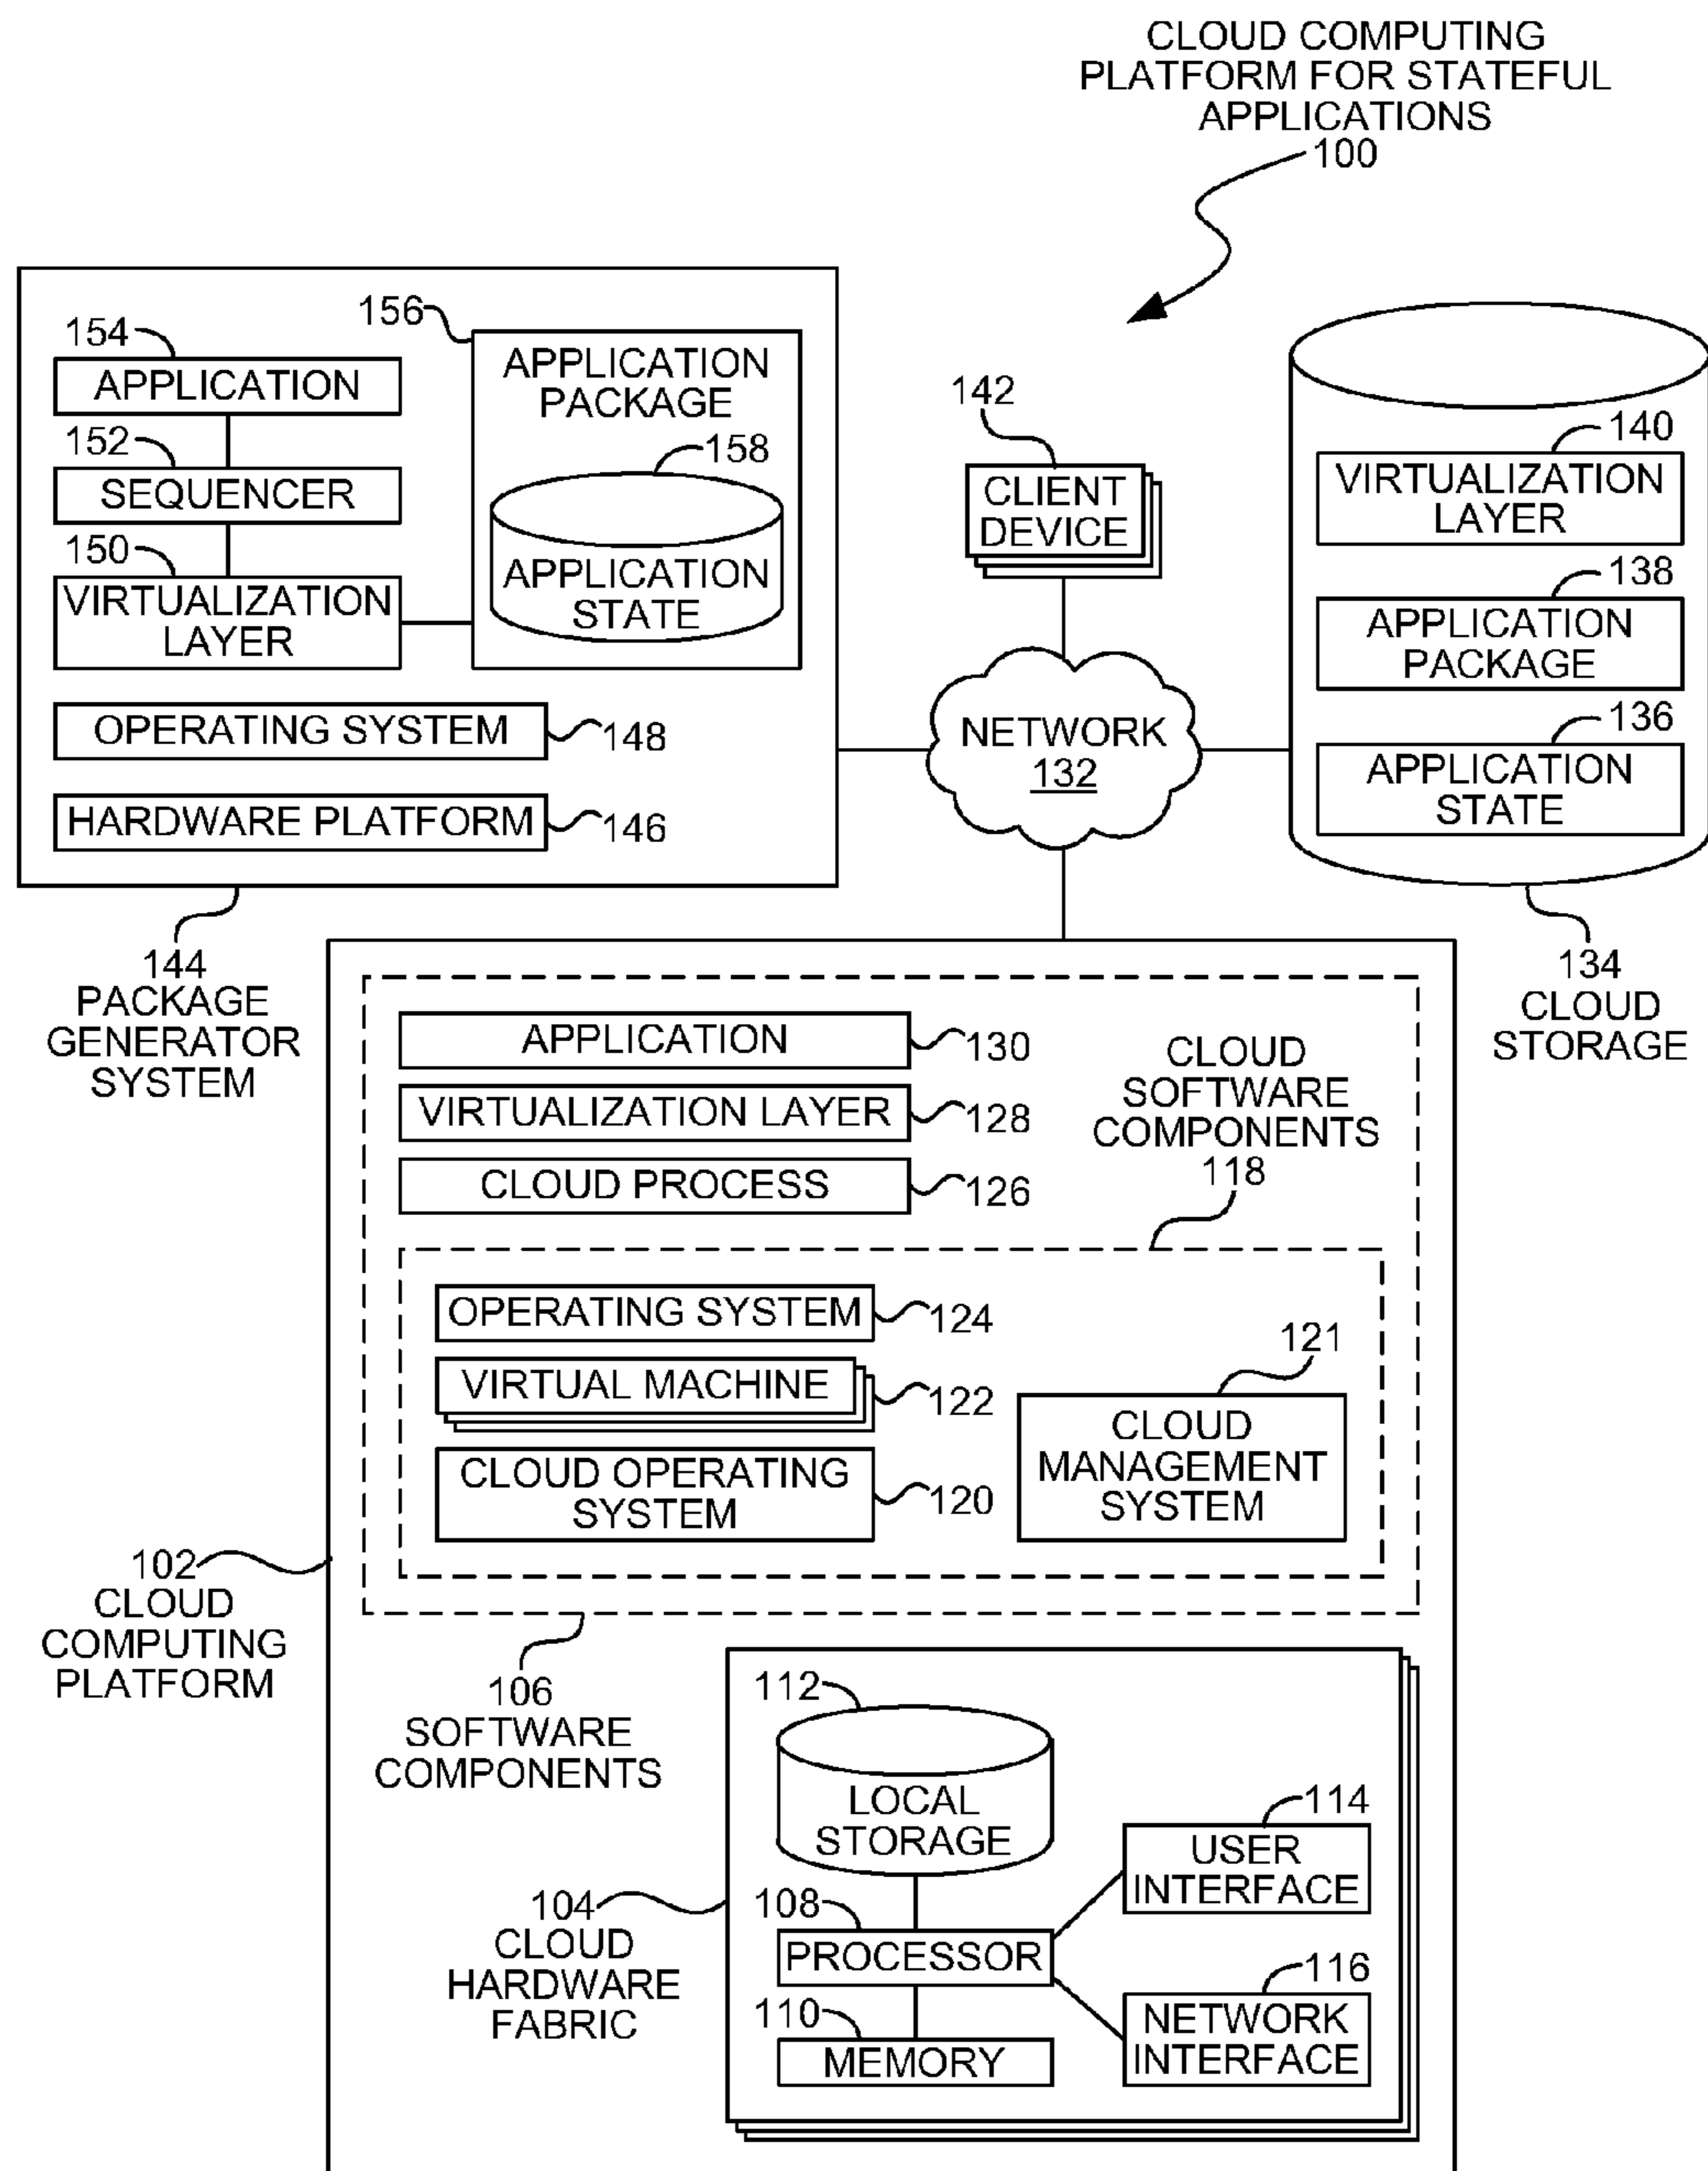 CLOUD COMPUTING
PLATFORM FOR STATEFUL
APPLICATIONS
100
154
APPLICATION
152
SEQUENCER
150
VIRTUALIZATION
LAYER
156
APPLICATION
PACKAGE
158
APPLICATION
STATE
OPERATING SYSTEM
148
HARDWARE PLATFORM
146
144
PACKAGE
GENERATOR
SYSTEM
142
CLIENT
DEVICE
NETWORK
132
140
VIRTUALIZATION
LAYER
138
APPLICATION
PACKAGE
136
APPLICATION
STATE
134
CLOUD
STORAGE
APPLICATION
130
VIRTUALIZATION LAYER
128
CLOUD PROCESS
126
CLOUD
SOFTWARE
COMPONENTS
118
OPERATING SYSTEM
124
VIRTUAL MACHINE
122
CLOUD OPERATING
SYSTEM
120
121
CLOUD
MANAGEMENT
SYSTEM
102
CLOUD
COMPUTING
PLATFORM
106
SOFTWARE
COMPONENTS
112
LOCAL
STORAGE
108
PROCESSOR
110
MEMORY
114
USER
INTERFACE
116
NETWORK
INTERFACE
104
CLOUD
HARDWARE
FABRIC